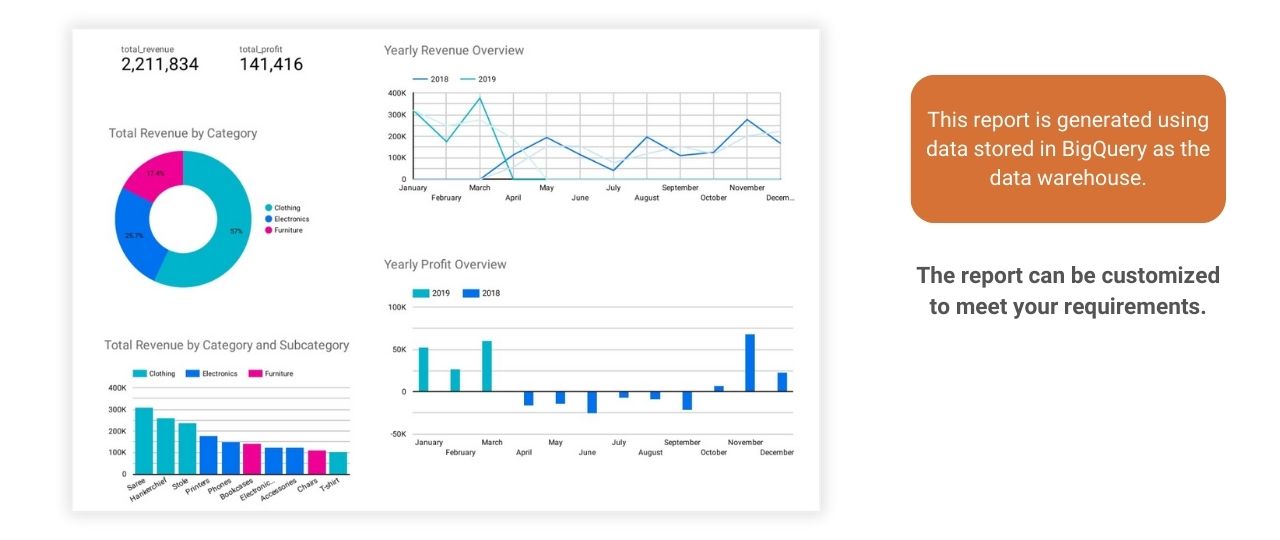 total_revenue
2,211,834
total_profit
141,416
Total Revenue by Category
17.4%
25.7%
57%
Clothing
Electronics
Furniture
Total Revenue by Category and Subcategory
Clothing Electronics Furniture
400K
300K
200K
100K
0
Saree
Hankerchief
Stole
Printers
Phones
Bookcases
Electronic...
Accessories
Chairs
T-shirt
Yearly Revenue Overview
2018 2019
400K
300K
200K
100K
0
January March May July September November
February April June August October Decem...
Yearly Profit Overview
2019 2018
100K
50K
0
-50K
January March May July September November
February April June August October December
This report is generated using
data stored in BigQuery as the
data warehouse.
The report can be customized
to meet your requirements.